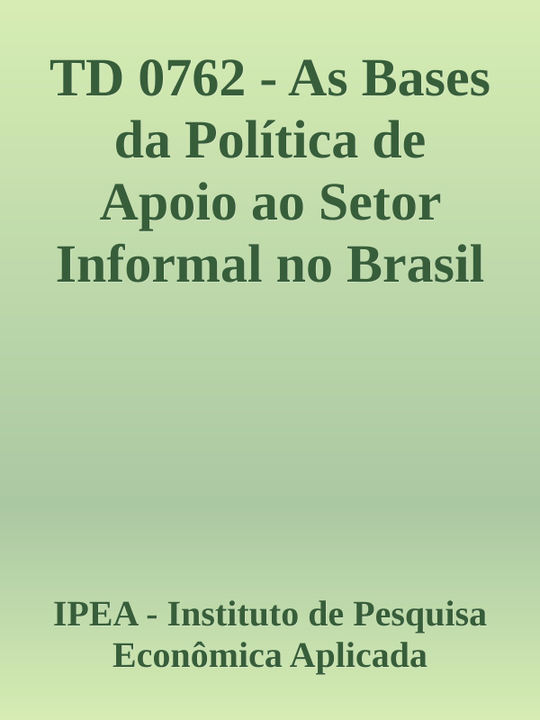 TD 0762 - As Bases
da Política de
Apoio ao Setor
Informal no Brasil
IPEA - Instituto de Pesquisa
Econômica Aplicada